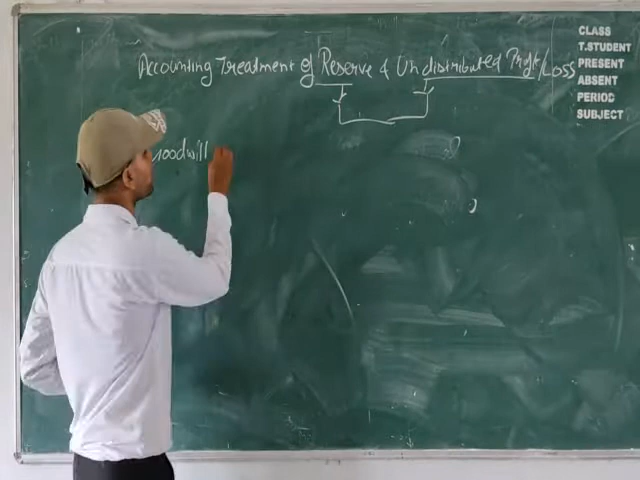 Accounting Treatment of Reserve & Undistributed Profit/Loss
Goodwill
CLASS
T.STUDENT
PRESENT
ABSENT
PERIOD
SUBJECT